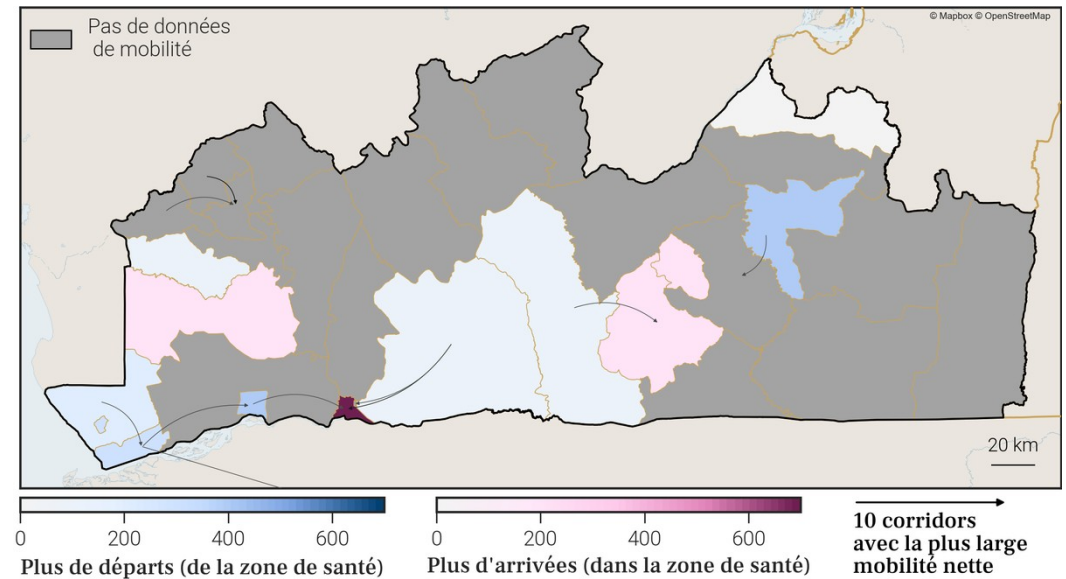 Pas de données
de mobilité
© Mapbox © OpenStreetMap
20 km
0 200 400 600
Plus de départs (de la zone de santé)
0 200 400 600
Plus d'arrivées (dans la zone de santé)
10 corridors
avec la plus large
mobilité nette